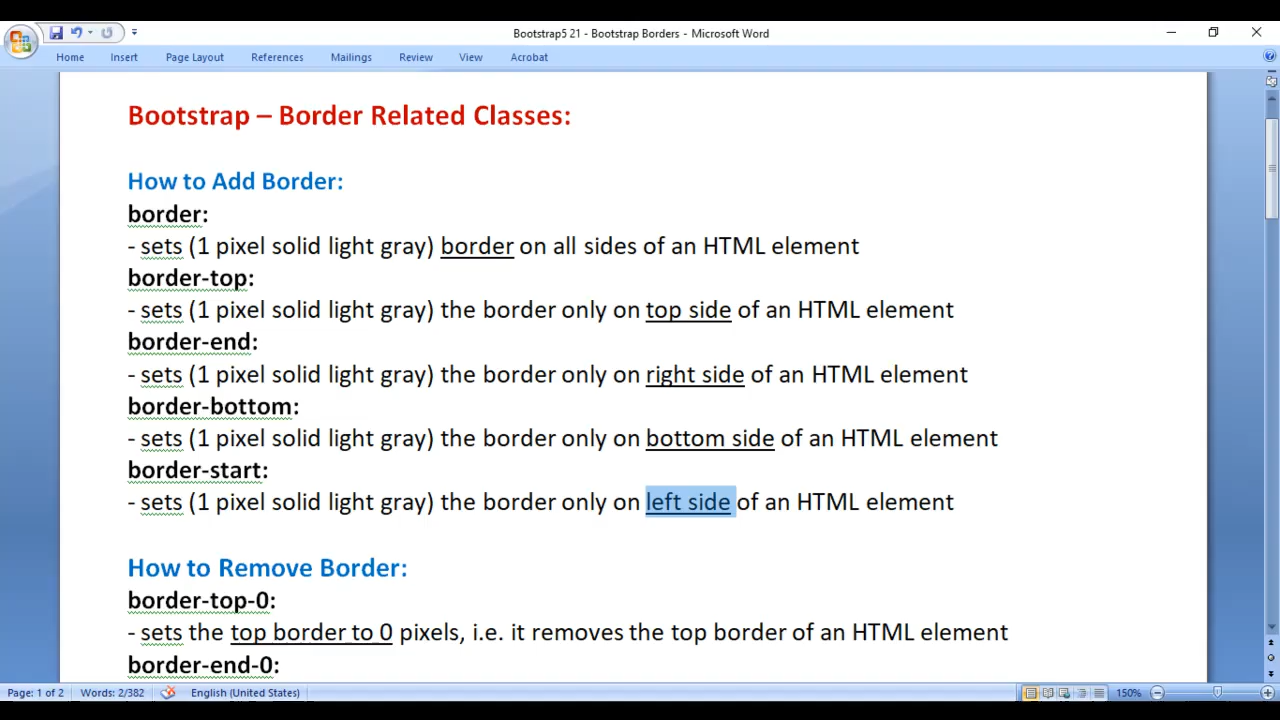 Bootstrap5 21 - Bootstrap Borders - Microsoft Word
Home Insert Page Layout References Mailings Review View Acrobat
Bootstrap – Border Related Classes:
How to Add Border:
border:
- sets (1 pixel solid light gray) border on all sides of an HTML element
border-top:
- sets (1 pixel solid light gray) the border only on top side of an HTML element
border-end:
- sets (1 pixel solid light gray) the border only on right side of an HTML element
border-bottom:
- sets (1 pixel solid light gray) the border only on bottom side of an HTML element
border-start:
- sets (1 pixel solid light gray) the border only on left side of an HTML element
How to Remove Border:
border-top-0:
- sets the top border to 0 pixels, i.e. it removes the top border of an HTML element
border-end-0:
Page: 1 of 2 Words: 2/382 English (United States) 150%